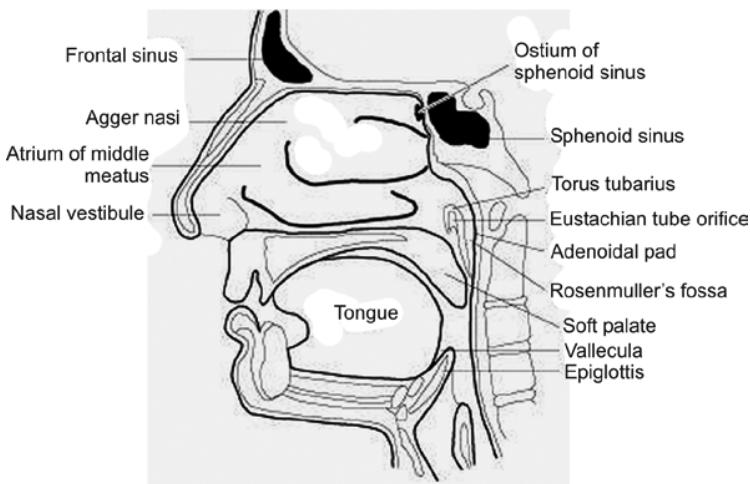 Frontal sinus
Agger nasi
Atrium of middle
meatus
Nasal vestibule
Tongue
Ostium of
sphenoid sinus
Sphenoid sinus
Torus tubarius
Eustachian tube orifice
Adenoidal pad
Rosenmuller's fossa
Soft palate
Vallecula
Epiglottis